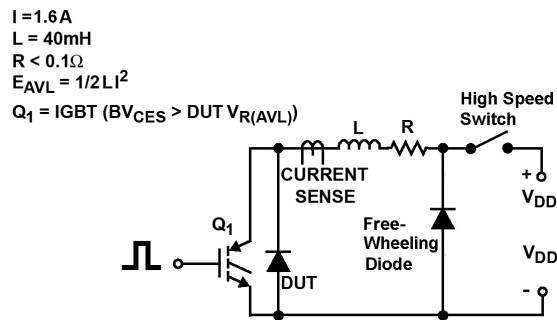 I = 1.6A
L = 40mH
R < 0.1Ω
E_AVL = 1/2 LI²
Q₁ = IGBT (BV_CES > DUT V_R(AVL))
High Speed
Switch
L
R
CURRENT
SENSE
+
V_DD
Q₁
Free-
Wheeling
Diode
V_DD
DUT
-